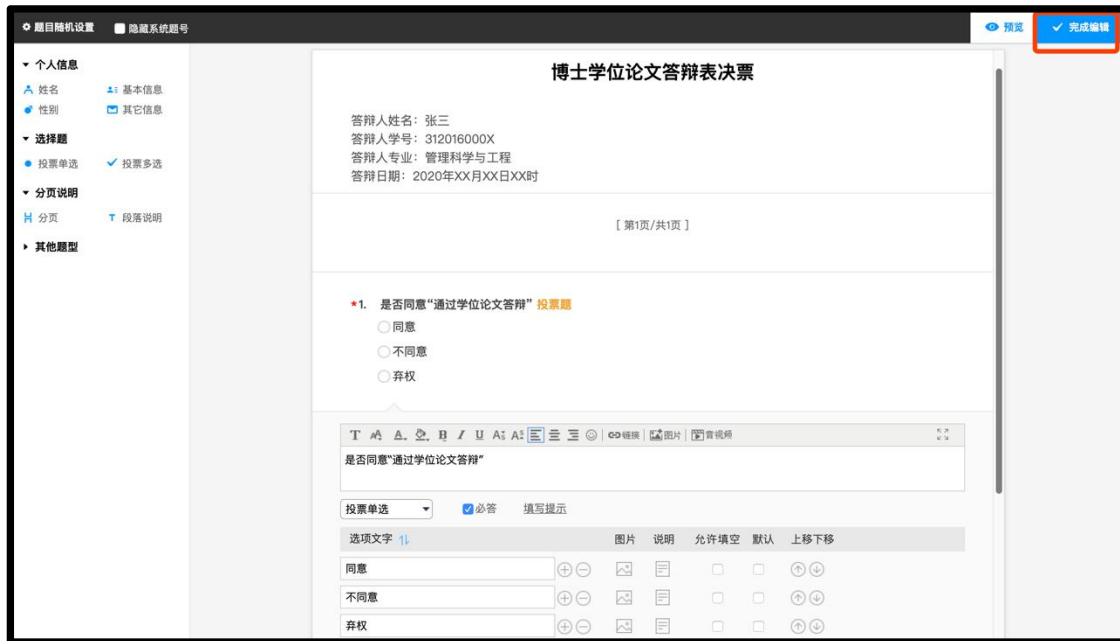 题目随机设置 隐藏系统题号 预览 完成编辑
个人信息
姓名 基本信息
性别 其它信息
选择题
投票单选 投票多选
分页说明
分页 段落说明
其他题型
博士学位论文答辩表决票
答辩人姓名：张三
答辩人学号：312016000X
答辩人专业：管理科学与工程
答辩日期：2020年XX月XX日XX时
[ 第1页/共1页 ]
*1. 是否同意“通过学位论文答辩” 投票题
同意
不同意
弃权
链接 图片 音视频
是否同意“通过学位论文答辩”
投票单选 必答 填写提示
选项文字 图片 说明 允许填空 默认 上移下移
同意
不同意
弃权